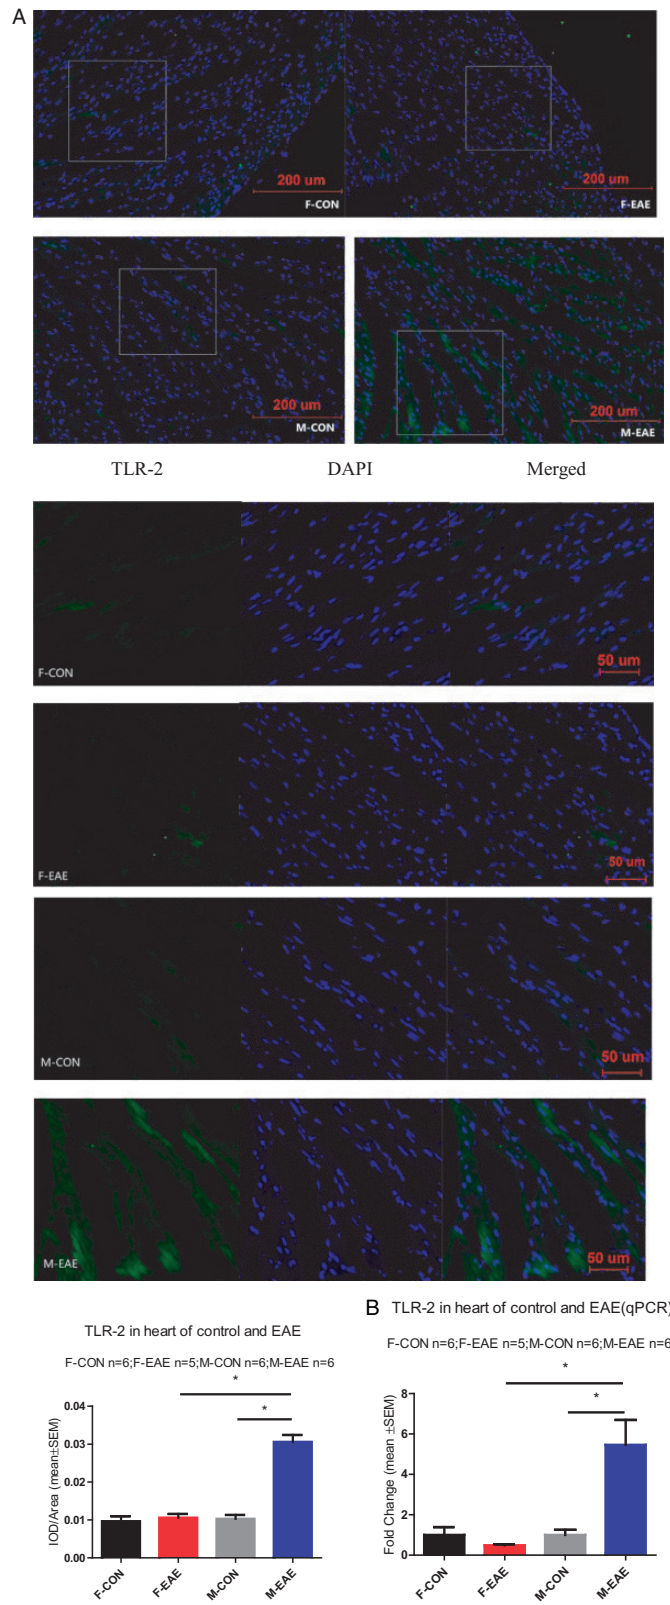 A
200 um
F-CON
200 um
F-EAE
200 um
M-CON
200 um
M-EAE
TLR-2 DAPI Merged
F-CON
50 um
F-EAE
50 um
M-CON
50 um
M-EAE
50 um
TLR-2 in heart of control and EAE
F-CON n=6;F-EAE n=5;M-CON n=6;M-EAE n=6
*
*
IOD/Area (mean±SEM)
0.04
0.03
0.02
0.01
0.00
F-CON
F-EAE
M-CON
M-EAE
B TLR-2 in heart of control and EAE(qPCR)
F-CON n=6;F-EAE n=5;M-CON n=6;M-EAE n=6
*
*
Fold Change (mean ±SEM)
8
6
4
2
0
F-CON
F-EAE
M-CON
M-EAE